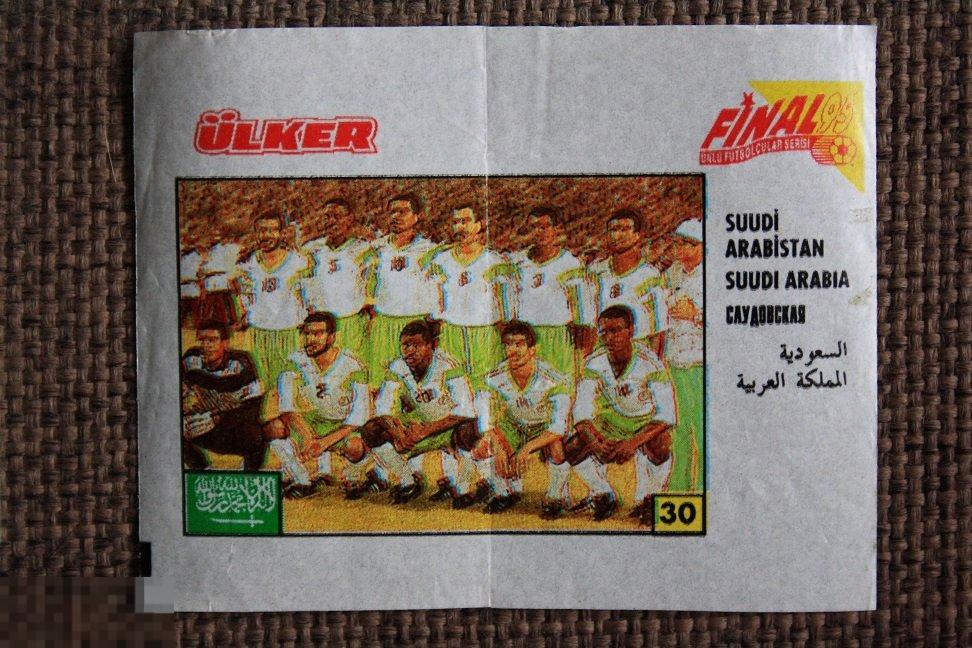 ÜLKER
FİNAL 95
ÜNLÜ FUTBOLCULAR SERİSİ
SUUDİ
ARABİSTAN
SUUDİ ARABIA
САУДОВСКАЯ
السعودية
المملكة العربية
30